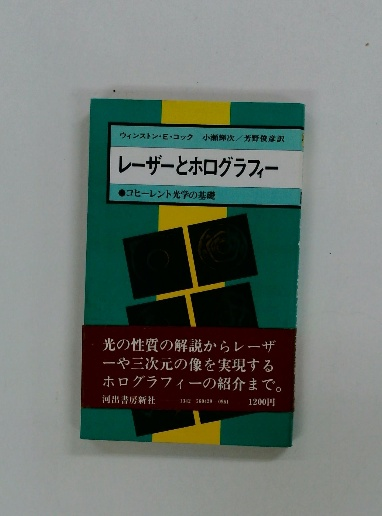 ウィンストン・E・コック 小瀬輝次／芳野俊彦訳
レーザーとホログラフィー
●コヒーレント光学の基礎
光の性質の解説からレーザ
ーや三次元の像を実現する
ホログラフィーの紹介まで。
河出書房新社 1200円